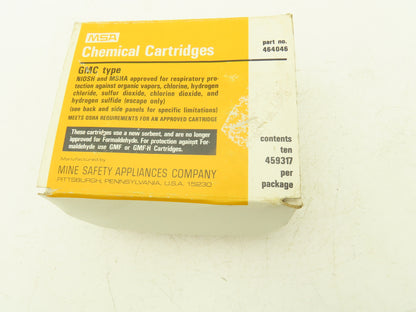 MSA
Chemical Cartridges
GMC type
NIOSH and MSHA approved for respiratory pro-
tection against organic vapors, chlorine, hydrogen
chloride, sulfur dioxide, chlorine dioxide, and
hydrogen sulfide (escape only)
(see back and side panels for specific limitations)
MEETS OSHA REQUIREMENTS FOR AN APPROVED CARTRIDGE
These cartridges use a new sorbent, and are no longer
approved for Formaldehyde. For protection against For-
maldehyde use GMF or GMF-H Cartridges.
Manufactured by
MINE SAFETY APPLIANCES COMPANY
PITTSBURGH, PENNSYLVANIA, U.S.A. 15230
part no.
464046
contents
ten
459317
per
package